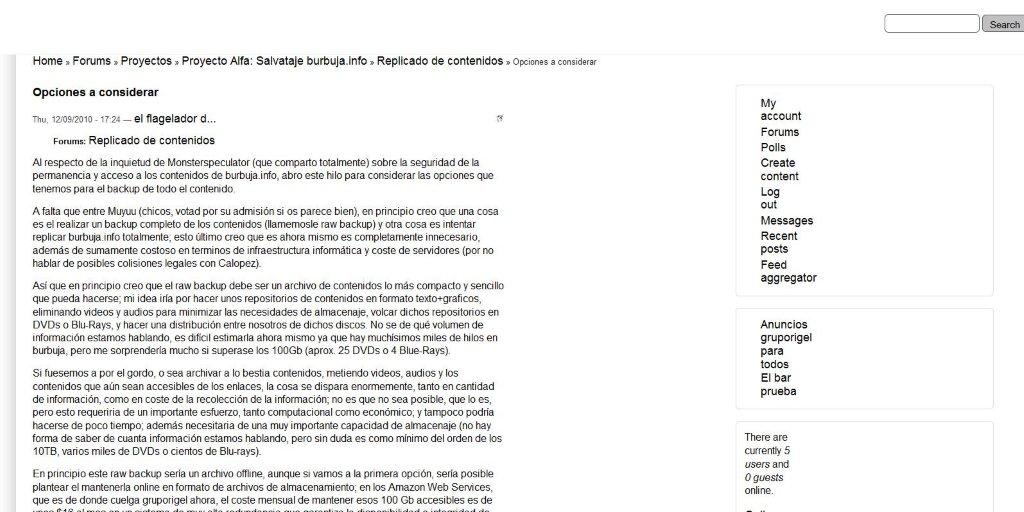 Search
Home » Forums » Proyectos » Proyecto Alfa: Salvataje burbuja.info » Replicado de contenidos » Opciones a considerar
Opciones a considerar
Thu, 12/09/2010 - 17:24 — el flagelador d...
Forums: Replicado de contenidos
Al respecto de la inquietud de Monsterspeculator (que comparto totalmente) sobre la seguridad de la
permanencia y acceso a los contenidos de burbuja.info, abro este hilo para considerar las opciones que
tenemos para el backup de todo el contenido.
A falta que entre Muyuu (chicos, votad por su admisión si os parece bien), en principio creo que una cosa
es el realizar un backup completo de los contenidos (llamemosle raw backup) y otra cosa es intentar
replicar burbuja.info totalmente; esto último creo que es ahora mismo es completamente innecesario,
además de sumamente costoso en terminos de infraestructura informática y coste de servidores (por no
hablar de posibles colisiones legales con Calopez).
Así que en principio creo que el raw backup debe ser un archivo de contenidos lo más compacto y sencillo
que pueda hacerse; mi idea iría por hacer unos repositorios de contenidos en formato texto+graficos,
eliminando videos y audios para minimizar las necesidades de almacenaje, volcar dichos repositorios en
DVDs o Blu-Rays, y hacer una distribución entre nosotros de dichos discos. No se de qué volumen de
información estamos hablando, es difícil estimarla ahora mismo ya que hay muchísimos miles de hilos en
burbuja, pero me sorprendería mucho si superase los 100Gb (aprox. 25 DVDs o 4 Blue-Rays).
Si fuesemos a por el gordo, o sea archivar a lo bestia contenidos, metiendo videos, audios y los
contenidos que aún sean accesibles de los enlaces, la cosa se dispara enormemente, tanto en cantidad
de información, como en coste de la recolección de la información; no es que no sea posible, que lo es,
pero esto requeriria de un importante esfuerzo, tanto computacional como económico; y tampoco podría
hacerse de poco tiempo; además necesitaria de una muy importante capacidad de almacenaje (no hay
forma de saber de cuanta información estamos hablando, pero sin duda es como mínimo del orden de los
10TB, varios miles de DVDs o cientos de Blu-rays).
En principio este raw backup sería un archivo offline, aunque si vamos a la primera opción, sería posible
plantear el mantenerla online en formato de archivos de almacenamiento; en los Amazon Web Services,
que es de donde cuelga gruporigel ahora, el coste mensual de mantener esos 100 Gb accesibles es de
unos $16 al mes en un sistema de muy alta redundancia que garantiza la disponibilidad e integridad de
My
account
Forums
Polls
Create
content
Log
out
Messages
Recent
posts
Feed
aggregator
Anuncios
gruporigel
para
todos
El bar
prueba
There are
currently 5
users and
0 guests
online.